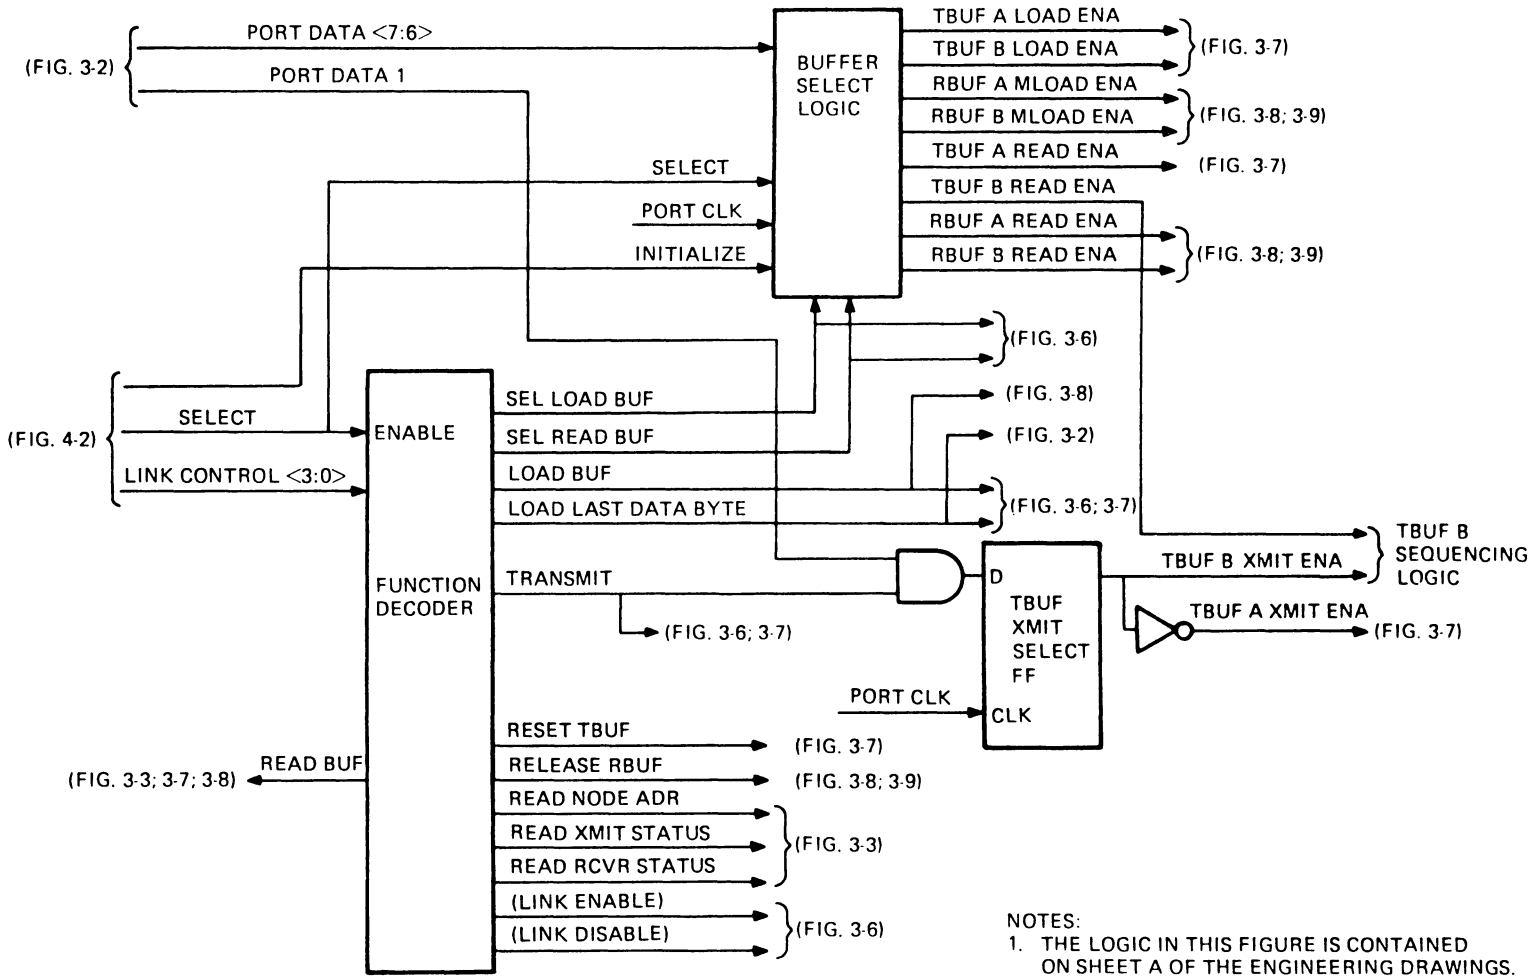 PORT DATA <7:6>
(FIG. 3-2)
PORT DATA 1
BUFFER
SELECT
LOGIC
TBUF A LOAD ENA
TBUF B LOAD ENA
(FIG. 3-7)
RBUF A MLOAD ENA
RBUF B MLOAD ENA
(FIG. 3-8; 3-9)
TBUF A READ ENA
(FIG. 3-7)
TBUF B READ ENA
RBUF A READ ENA
RBUF B READ ENA
(FIG. 3-8; 3-9)
SELECT
PORT CLK
INITIALIZE
(FIG. 3-6)
(FIG. 4-2)
SELECT
LINK CONTROL <3:0>
ENABLE
FUNCTION
DECODER
SEL LOAD BUF
SEL READ BUF
LOAD BUF
LOAD LAST DATA BYTE
(FIG. 3-8)
(FIG. 3-2)
(FIG. 3-6; 3-7)
TRANSMIT
(FIG. 3-6; 3-7)
D
TBUF
XMIT
SELECT
FF
CLK
PORT CLK
TBUF B XMIT ENA
TBUF B
SEQUENCING
LOGIC
TBUF A XMIT ENA
(FIG. 3-7)
READ BUF
(FIG. 3-3; 3-7; 3-8)
RESET TBUF
(FIG. 3-7)
RELEASE RBUF
(FIG. 3-8; 3-9)
READ NODE ADR
READ XMIT STATUS
READ RCVR STATUS
(FIG. 3-3)
(LINK ENABLE)
(LINK DISABLE)
(FIG. 3-6)
NOTES:
1. THE LOGIC IN THIS FIGURE IS CONTAINED
ON SHEET A OF THE ENGINEERING DRAWINGS.